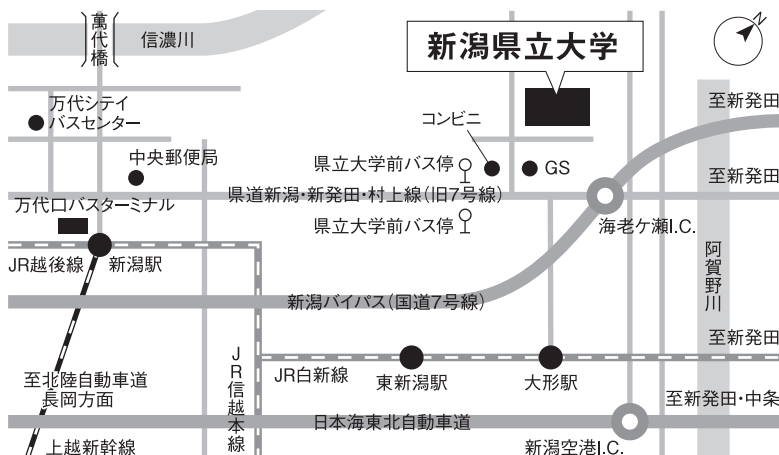 萬代橋
信濃川
新潟県立大学
N
万代シテイ
バスセンター
至新発田
コンビニ
中央郵便局
県立大学前バス停
GS
至新発田
県道新潟・新発田・村上線(旧7号線)
万代口バスターミナル
県立大学前バス停
海老ケ瀬I.C.
JR越後線
新潟駅
阿賀野川
新潟バイパス(国道7号線)
至新発田
JR信越本線
JR白新線
東新潟駅
大形駅
至北陸自動車道
長岡方面
至新発田・中条
日本海東北自動車道
上越新幹線
新潟空港I.C.